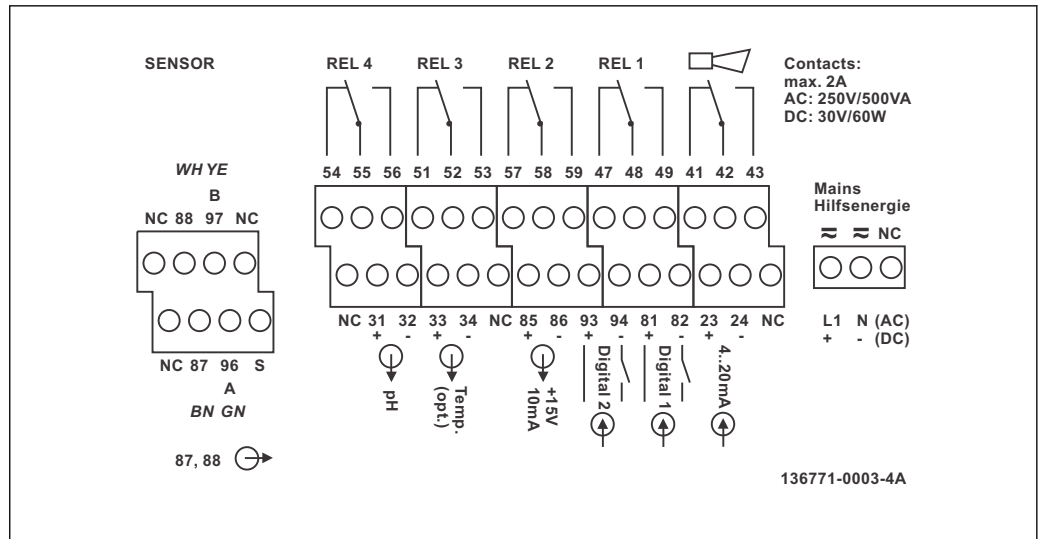 SENSOR
REL 4 REL 3 REL 2 REL 1
Contacts:
max. 2A
AC: 250V/500VA
DC: 30V/60W
54 55 56 51 52 53 57 58 59 47 48 49 41 42 43
WH YE
B
NC 88 97 NC
NC 87 96 S
A
BN GN
87, 88
Mains
Hilfsenergie
≂ ≂ NC
L1 N (AC)
+ - (DC)
NC 31 32 33 34 NC 85 86 93 94 81 82 23 24 NC
+ - + - + - + - + - + -
pH
Temp.
(opt.)
+15V
10mA
Digital 2
Digital 1
4..20mA
136771-0003-4A